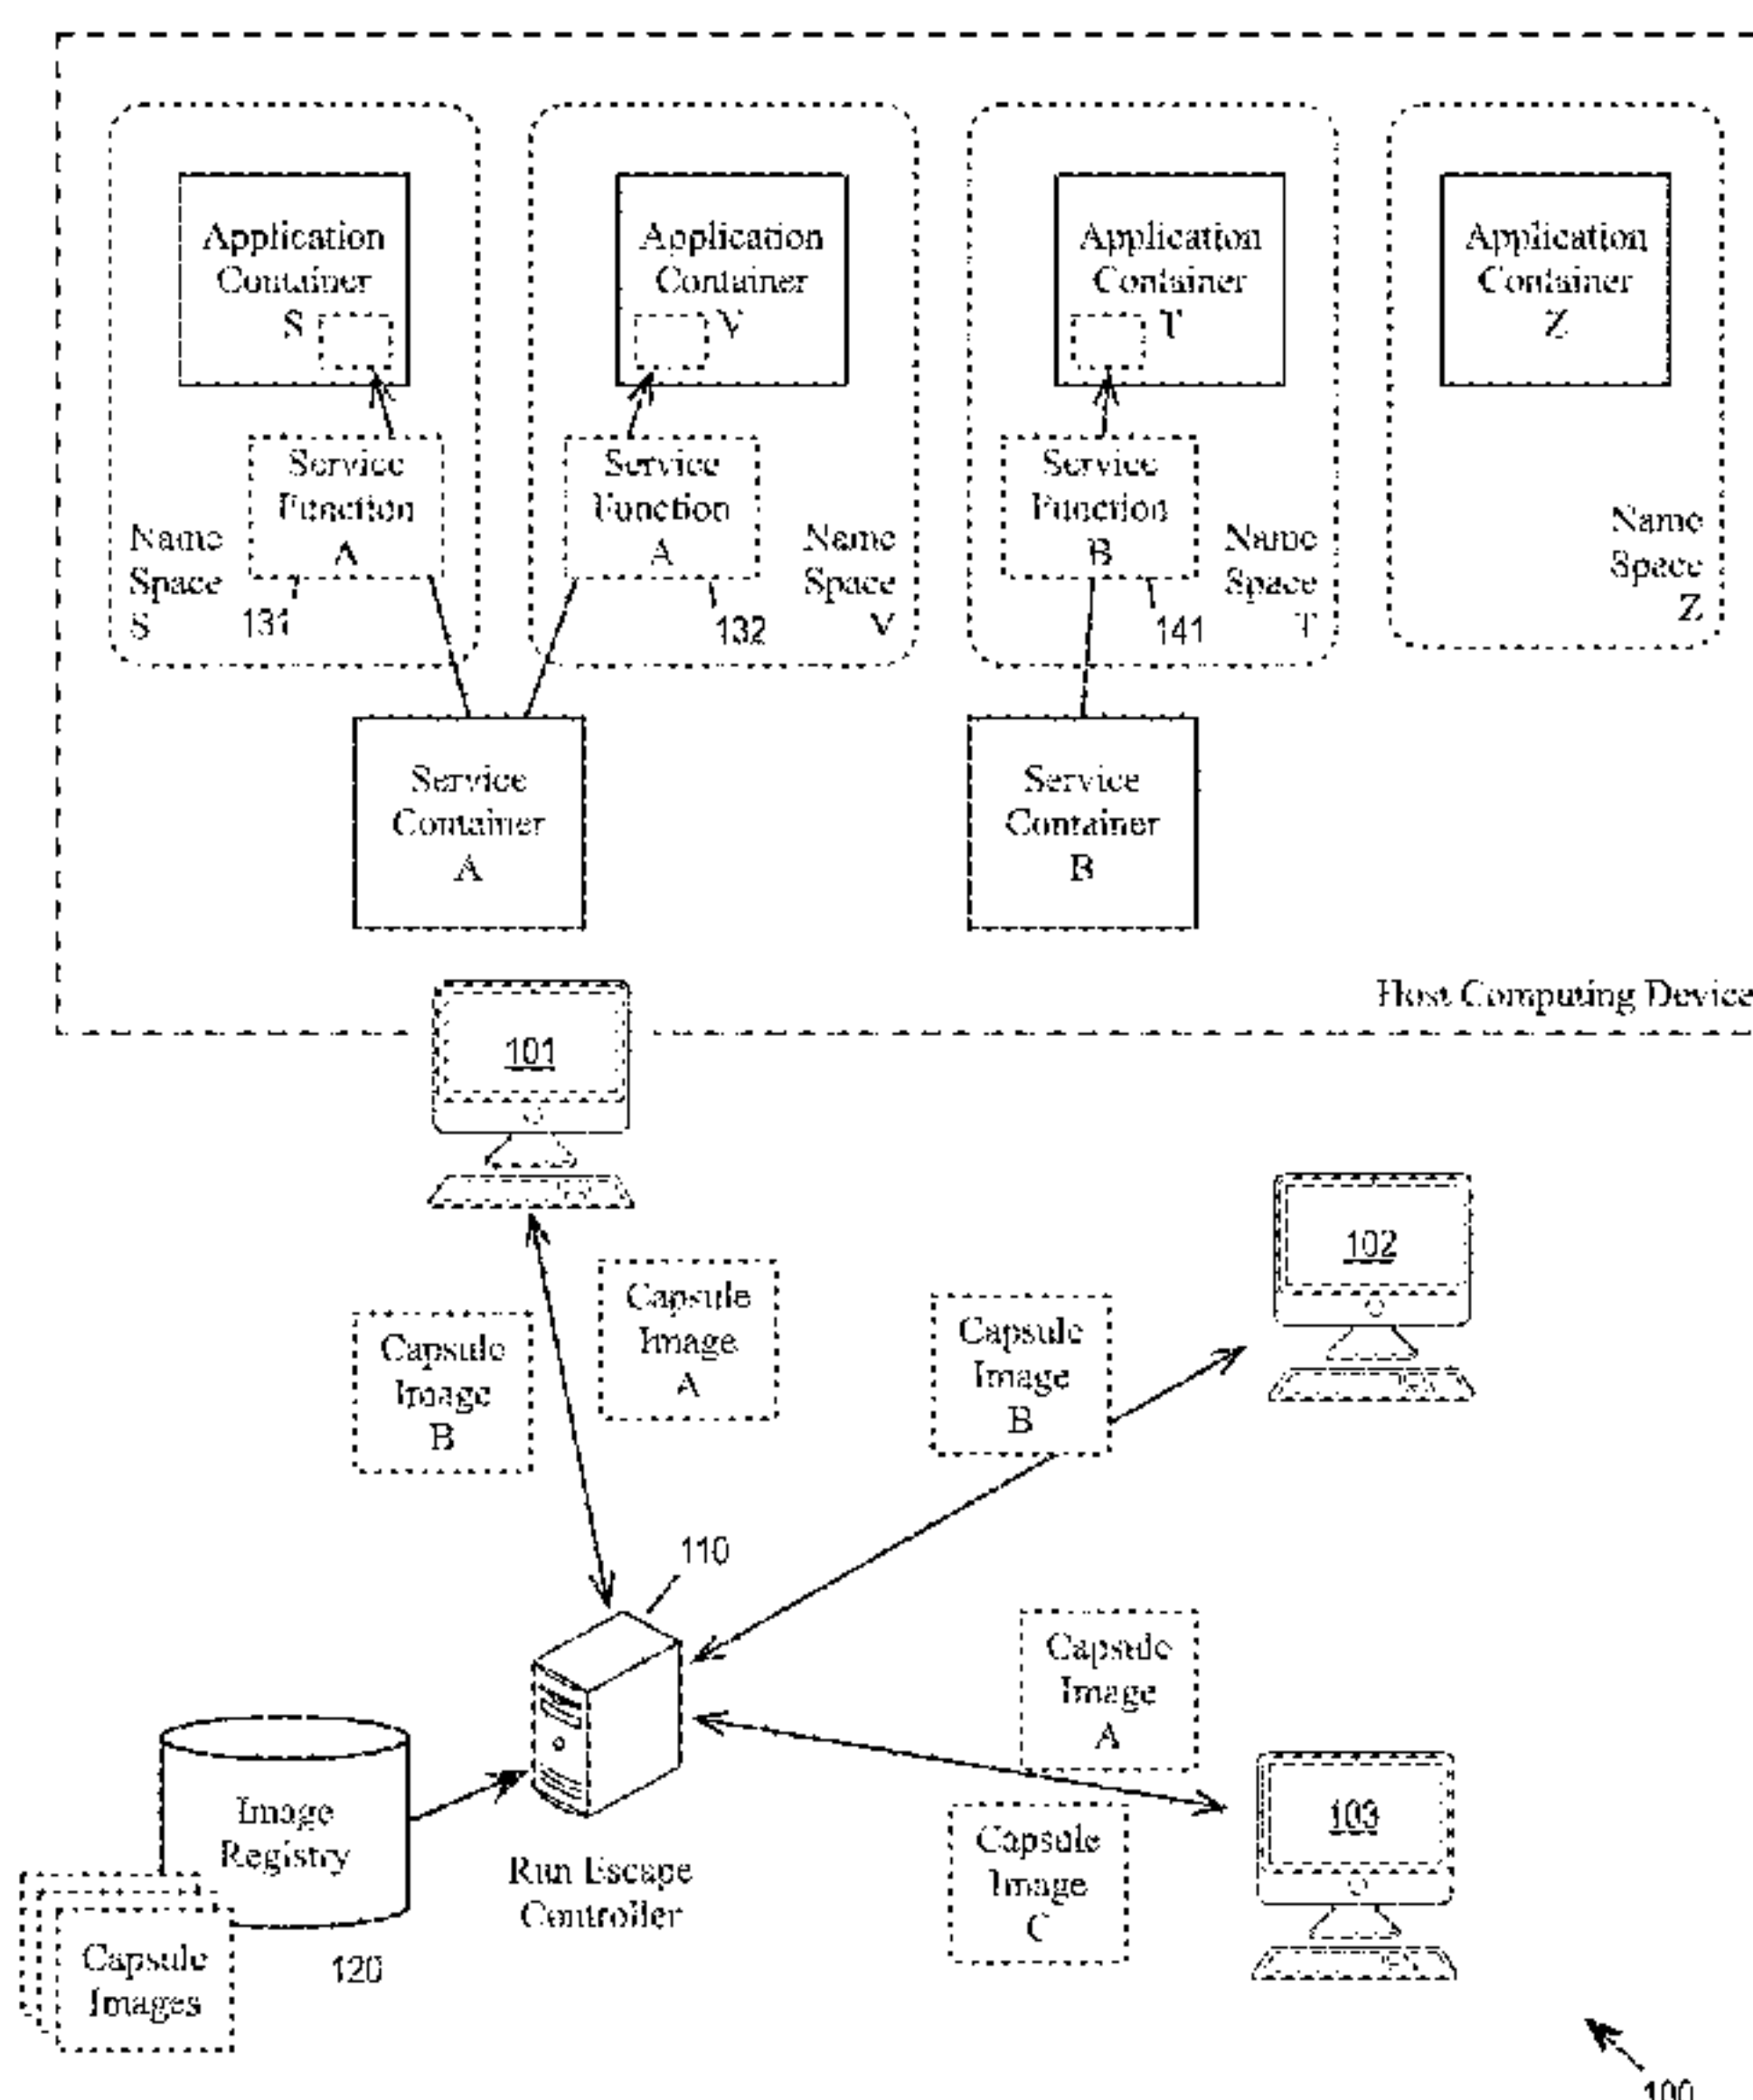 Application
Container
S
Application
Container
V
Application
Container
T
Application
Container
Z
Service
Function
A
Name
Space
S
131
Service
Function
A
Name
Space
V
132
Service
Function
B
Name
Space
T
141
Name
Space
Z
Service
Container
A
Service
Container
B
Host Computing Device
101
102
Capsule
Image
A
Capsule
Image
B
Capsule
Image
B
110
Capsule
Image
A
Capsule
Image
C
103
Image
Registry
Run Escape
Controller
Capsule
Images
120
100